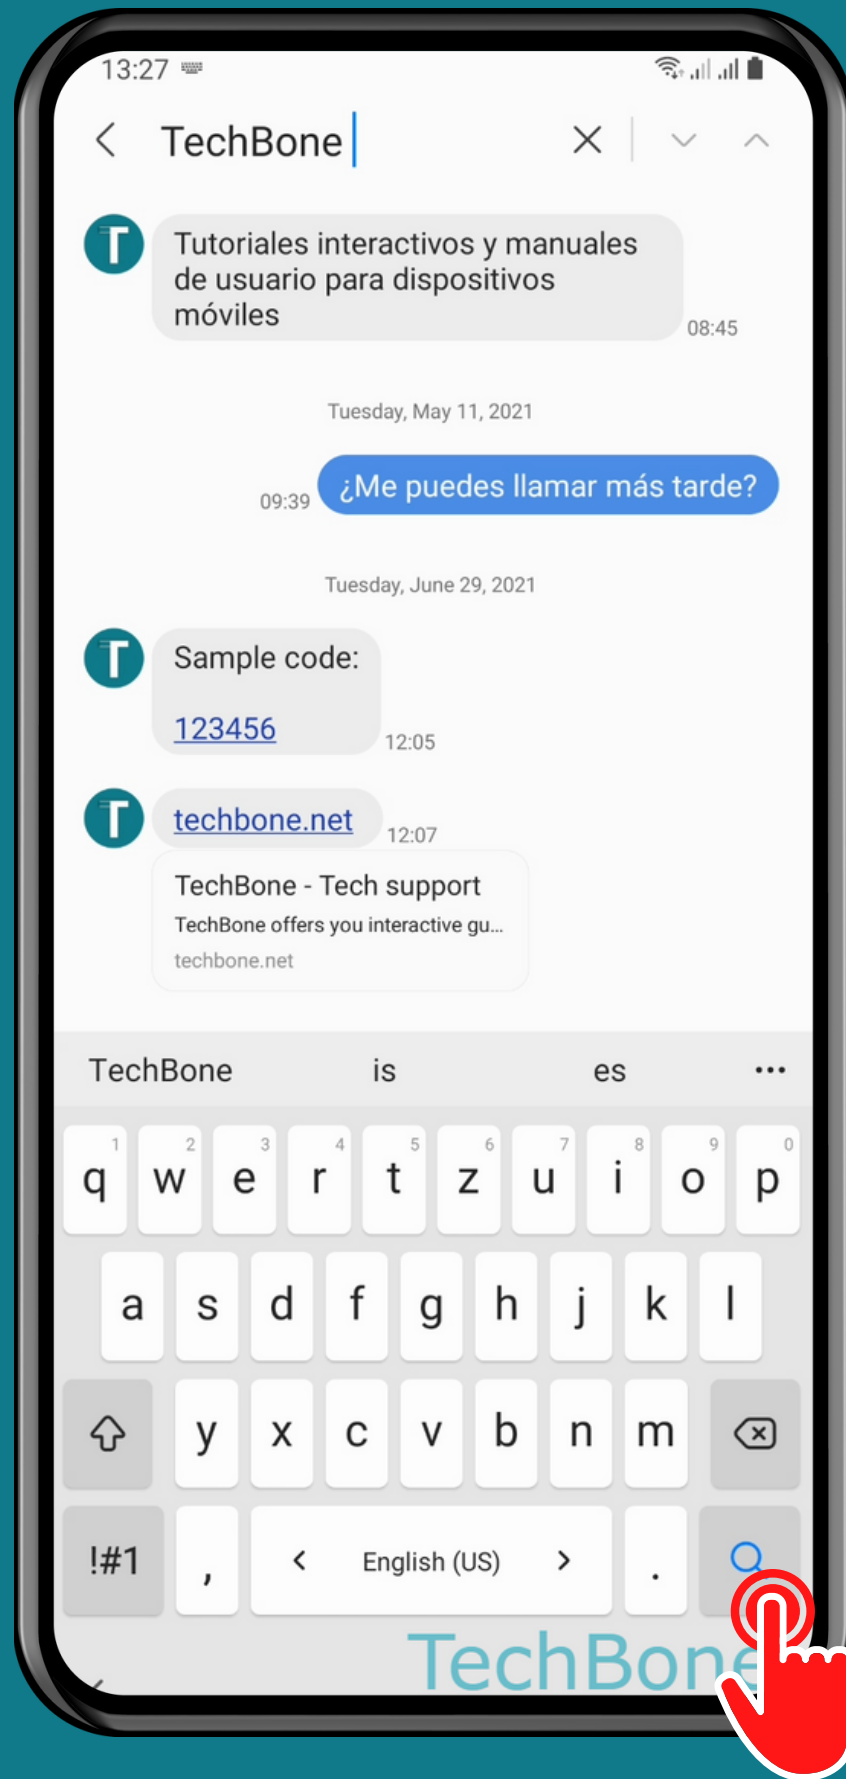 13:27
TechBone
T
Tutoriales interactivos y manuales
de usuario para dispositivos
móviles
08:45
Tuesday, May 11, 2021
09:39
¿Me puedes llamar más tarde?
Tuesday, June 29, 2021
T
Sample code:
123456
12:05
T
techbone.net
12:07
TechBone - Tech support
TechBone offers you interactive gu...
techbone.net
TechBone is es ...
1 2 3 4 5 6 7 8 9 0
q w e r t z u i o p
a s d f g h j k l
y x c v b n m
!#1 , < English (US) > .
TechBone